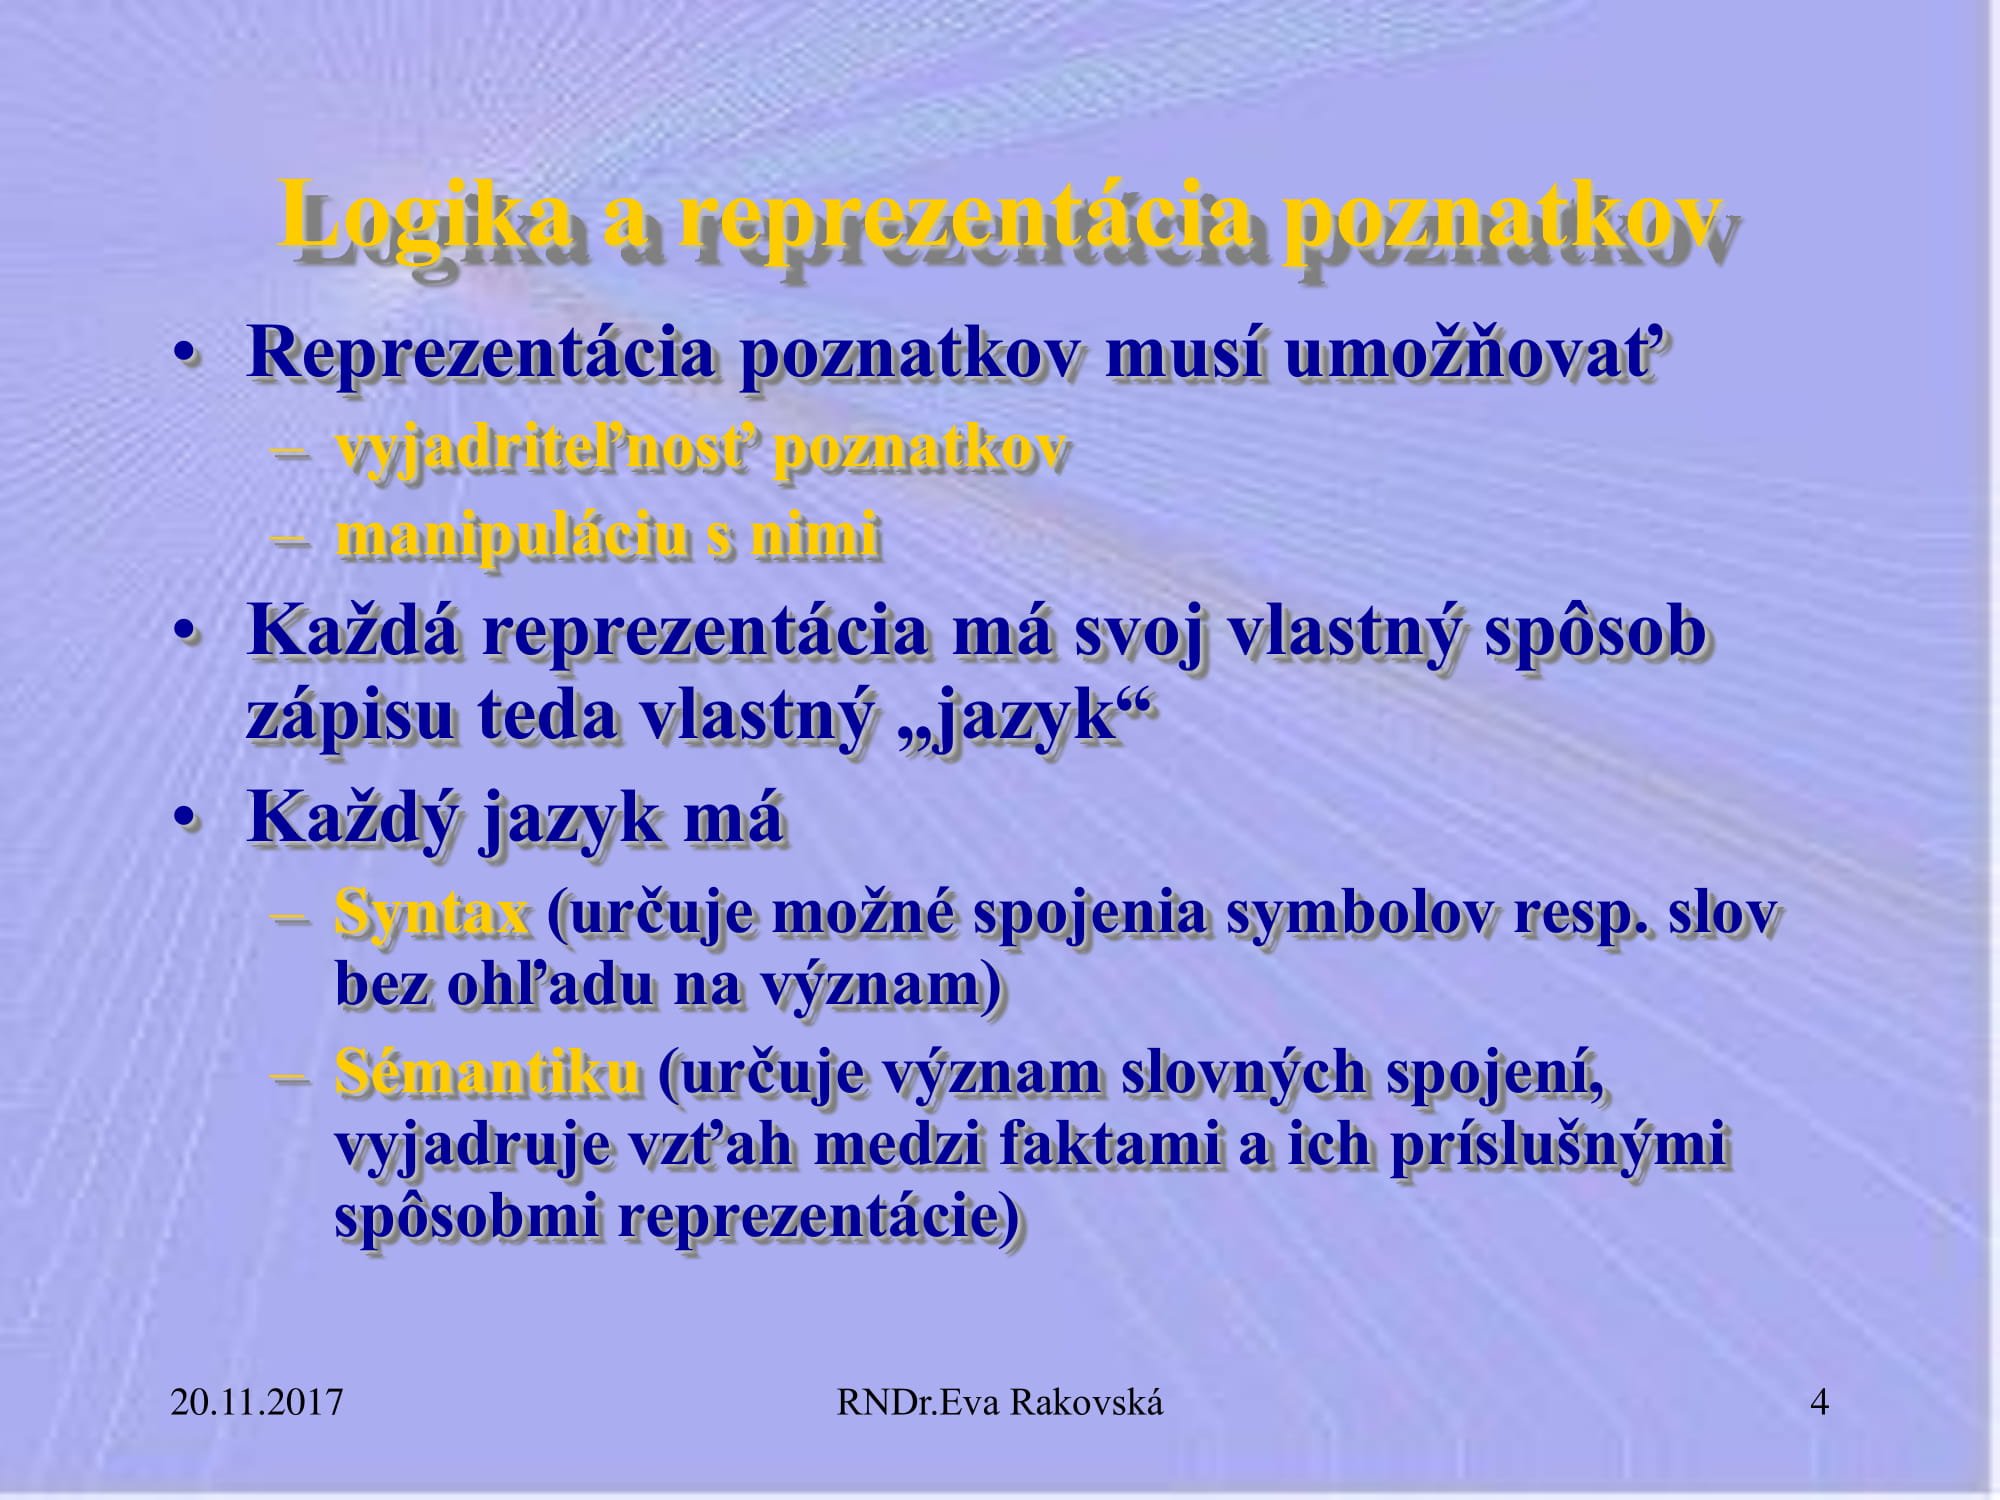 Logika a reprezentácia poznatkov
• Reprezentácia poznatkov musí umožňovať
– vyjadriteľnosť poznatkov
– manipuláciu s nimi
• Každá reprezentácia má svoj vlastný spôsob
zápisu teda vlastný „jazyk“
• Každý jazyk má
– Syntax (určuje možné spojenia symbolov resp. slov
bez ohľadu na význam)
– Sémantiku (určuje význam slovných spojení,
vyjadruje vzťah medzi faktami a ich príslušnými
spôsobmi reprezentácie)
20.11.2017 RNDr.Eva Rakovská 4